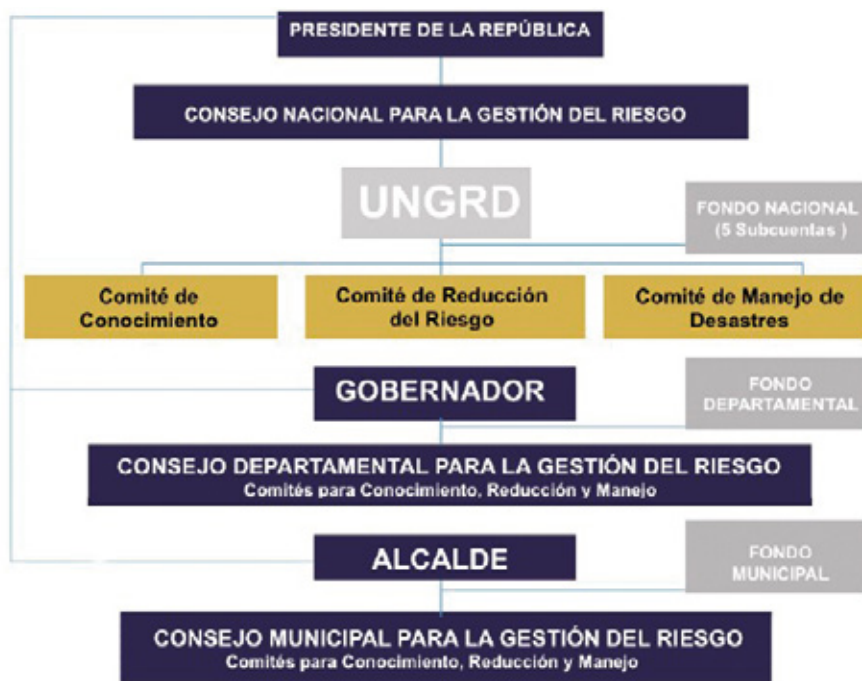 PRESIDENTE DE LA REPÚBLICA
CONSEJO NACIONAL PARA LA GESTIÓN DEL RIESGO
UNGRD
FONDO NACIONAL
(5 Subcuentas )
Comité de
Conocimiento
Comité de Reducción
del Riesgo
Comité de Manejo de
Desastres
GOBERNADOR
FONDO
DEPARTAMENTAL
CONSEJO DEPARTAMENTAL PARA LA GESTIÓN DEL RIESGO
Comités para Conocimiento, Reducción y Manejo
ALCALDE
FONDO
MUNICIPAL
CONSEJO MUNICIPAL PARA LA GESTIÓN DEL RIESGO
Comités para Conocimiento, Reducción y Manejo